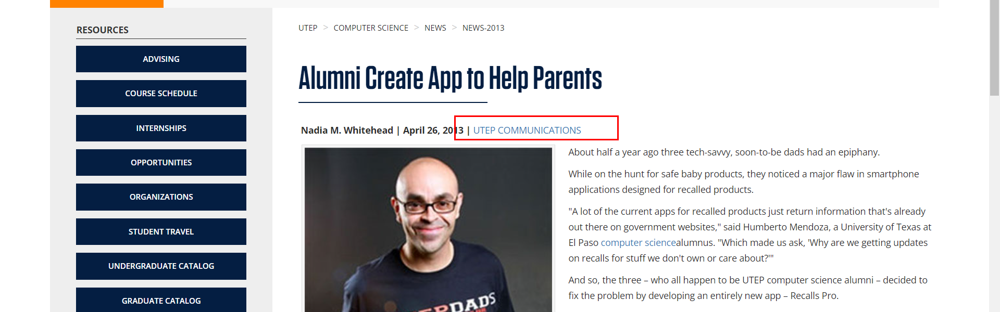 RESOURCES
ADVISING
COURSE SCHEDULE
INTERNSHIPS
OPPORTUNITIES
ORGANIZATIONS
STUDENT TRAVEL
UNDERGRADUATE CATALOG
GRADUATE CATALOG
UTEP > COMPUTER SCIENCE > NEWS > NEWS-2013
Alumni Create App to Help Parents
Nadia M. Whitehead | April 26, 2013 | UTEP COMMUNICATIONS
About half a year ago three tech-savvy, soon-to-be dads had an epiphany.
While on the hunt for safe baby products, they noticed a major flaw in smartphone
applications designed for recalled products.
"A lot of the current apps for recalled products just return information that's already
out there on government websites," said Humberto Mendoza, a University of Texas at
El Paso computer sciencealumnus. "Which made us ask, 'Why are we getting updates
on recalls for stuff we don't own or care about?'"
And so, the three – who all happen to be UTEP computer science alumni – decided to
fix the problem by developing an entirely new app – Recalls Pro.